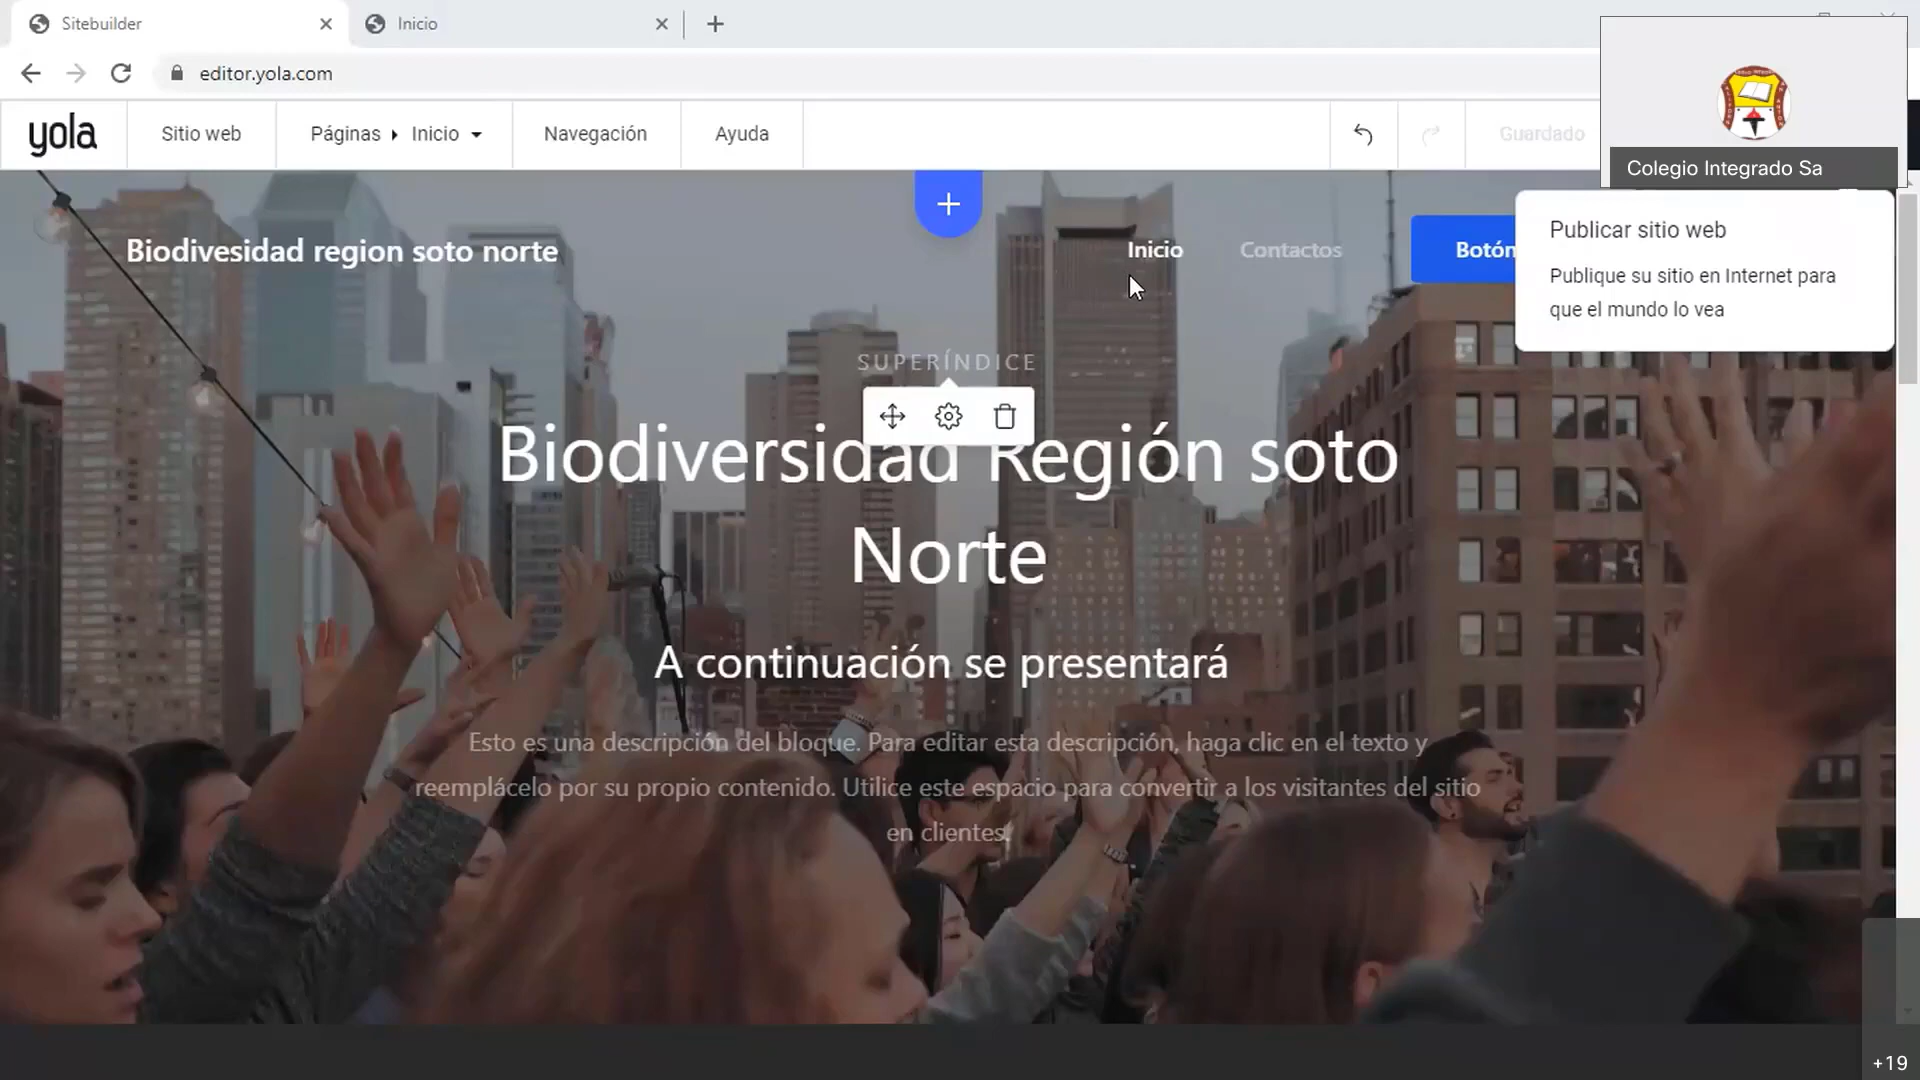 Sitebuilder
Inicio
editor.yola.com
yola
Sitio web
Páginas
Inicio
Navegación
Ayuda
Guardado
Colegio Integrado Sa
Biodivesidad region soto norte
Inicio
Contactos
Botón
Publicar sitio web
Publique su sitio en Internet para
que el mundo lo vea
SUPERÍNDICE
Biodiversidad Región soto
Norte
A continuación se presentará
Esto es una descripción del bloque. Para editar esta descripción, haga clic en el texto y
reemplácelo por su propio contenido. Utilice este espacio para convertir a los visitantes del sitio
en clientes.
+19